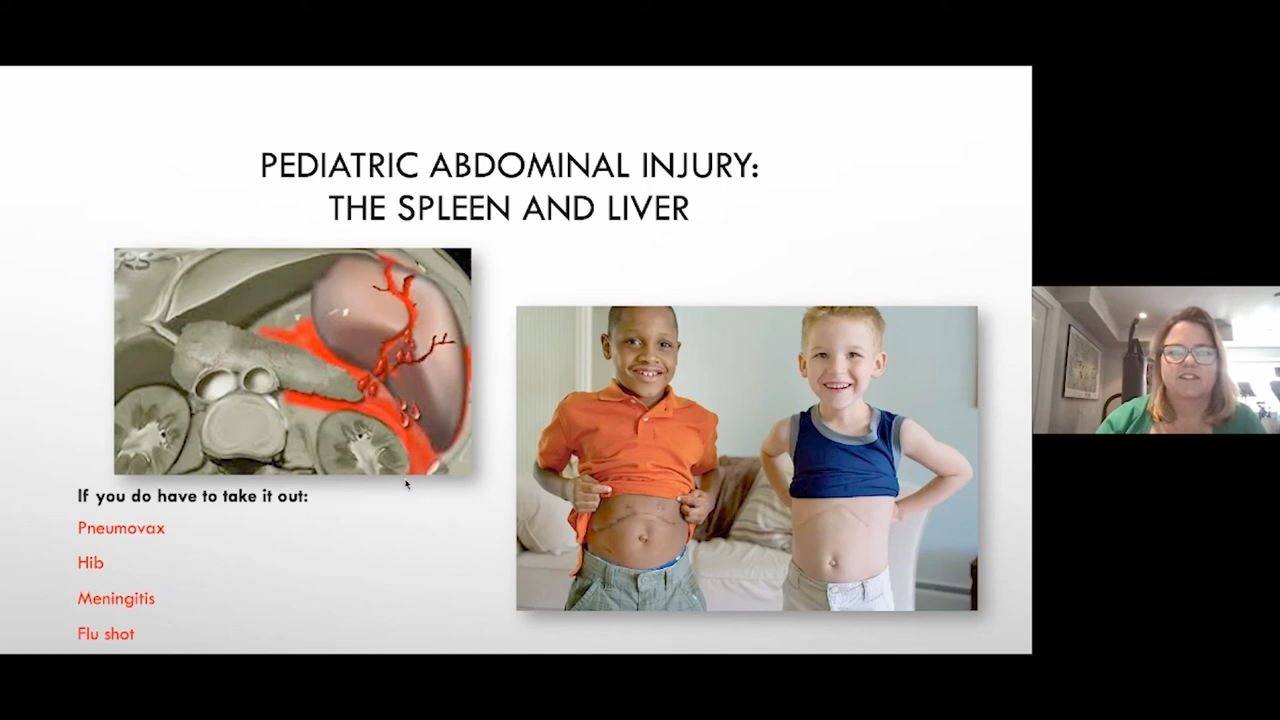 PEDIATRIC ABDOMINAL INJURY:
THE SPLEEN AND LIVER
If you do have to take it out:
Pneumovax
Hib
Meningitis
Flu shot